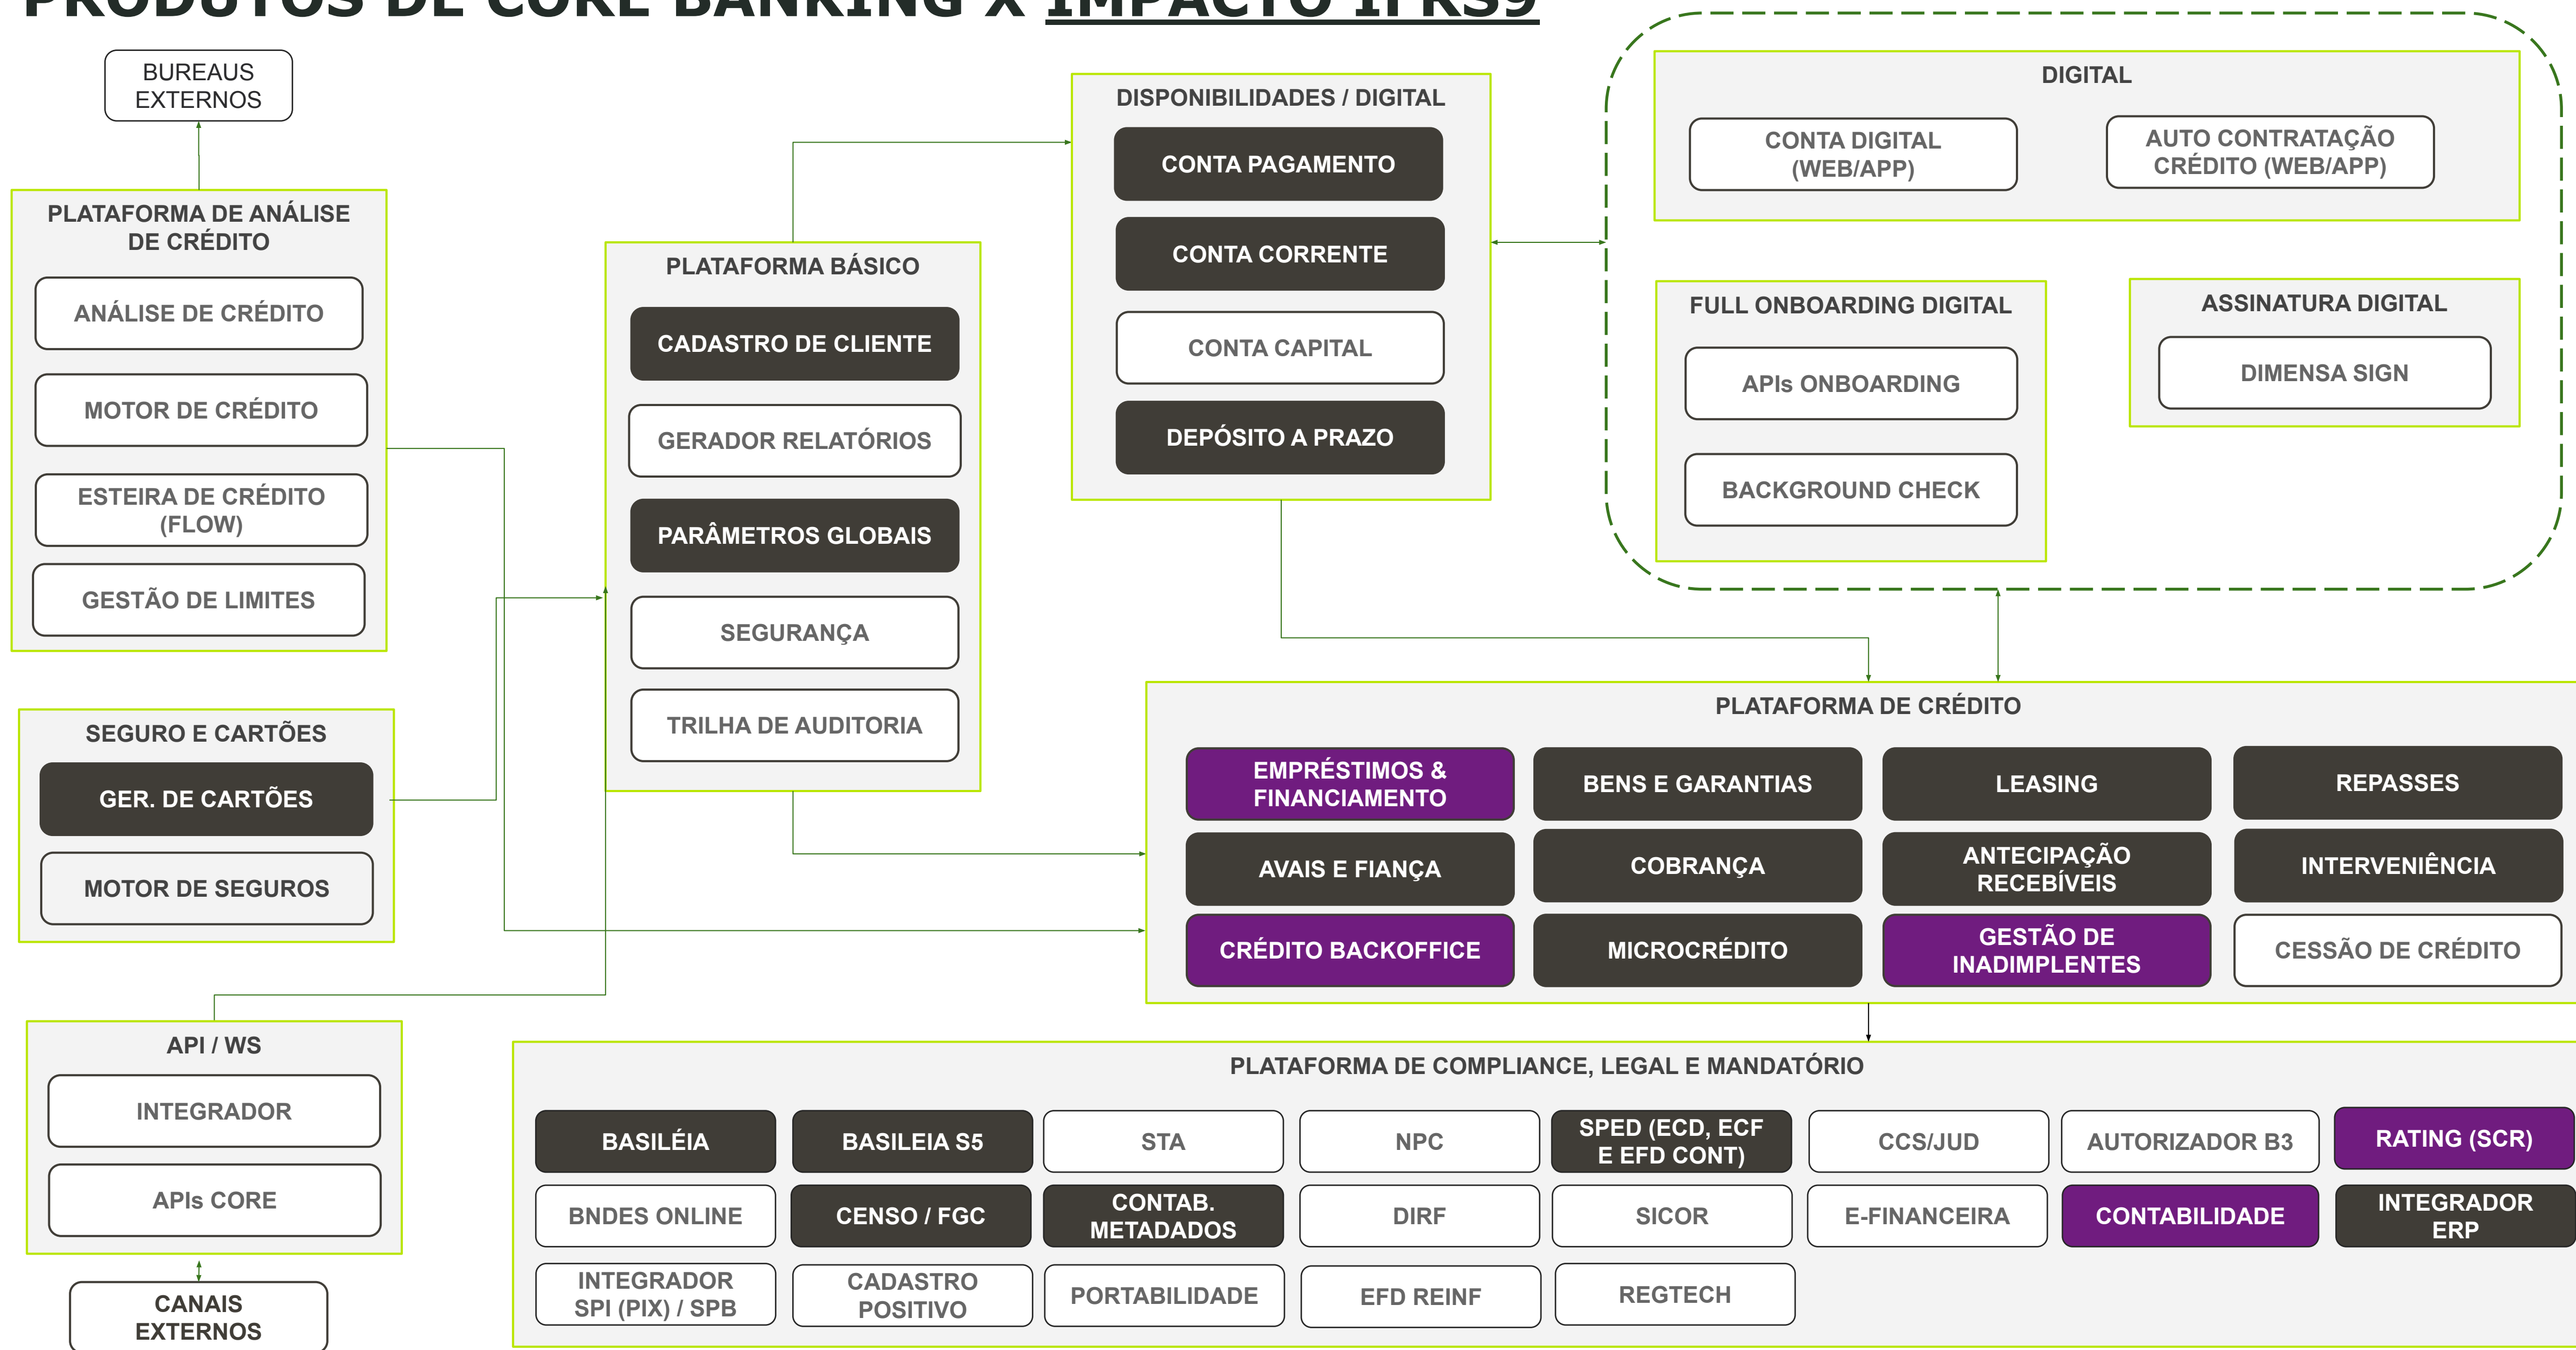 PRODUTOS DE CORE BANKING X IMPACTO IFRS9
BUREAUS
EXTERNOS
PLATAFORMA DE ANÁLISE
DE CRÉDITO
ANÁLISE DE CRÉDITO
MOTOR DE CRÉDITO
ESTEIRA DE CRÉDITO
(FLOW)
GESTÃO DE LIMITES
SEGURO E CARTÕES
GER. DE CARTÕES
MOTOR DE SEGUROS
API / WS
INTEGRADOR
APIs CORE
CANAIS
EXTERNOS
PLATAFORMA BÁSICO
CADASTRO DE CLIENTE
GERADOR RELATÓRIOS
PARÂMETROS GLOBAIS
SEGURANÇA
TRILHA DE AUDITORIA
DISPONIBILIDADES / DIGITAL
CONTA PAGAMENTO
CONTA CORRENTE
CONTA CAPITAL
DEPÓSITO A PRAZO
DIGITAL
CONTA DIGITAL
(WEB/APP)
AUTO CONTRATAÇÃO
CRÉDITO (WEB/APP)
FULL ONBOARDING DIGITAL
APIs ONBOARDING
BACKGROUND CHECK
ASSINATURA DIGITAL
DIMENSA SIGN
PLATAFORMA DE CRÉDITO
EMPRÉSTIMOS &
FINANCIAMENTO
BENS E GARANTIAS
LEASING
REPASSES
AVAIS E FIANÇA
COBRANÇA
ANTECIPAÇÃO
RECEBÍVEIS
INTERVENIÊNCIA
CRÉDITO BACKOFFICE
MICROCRÉDITO
GESTÃO DE
INADIMPLENTES
CESSÃO DE CRÉDITO
PLATAFORMA DE COMPLIANCE, LEGAL E MANDATÓRIO
BASILÉIA
BASILEIA S5
STA
NPC
SPED (ECD, ECF
E EFD CONT)
CCS/JUD
AUTORIZADOR B3
RATING (SCR)
BNDES ONLINE
CENSO / FGC
CONTAB.
METADADOS
DIRF
SICOR
E-FINANCEIRA
CONTABILIDADE
INTEGRADOR
ERP
INTEGRADOR
SPI (PIX) / SPB
CADASTRO
POSITIVO
PORTABILIDADE
EFD REINF
REGTECH